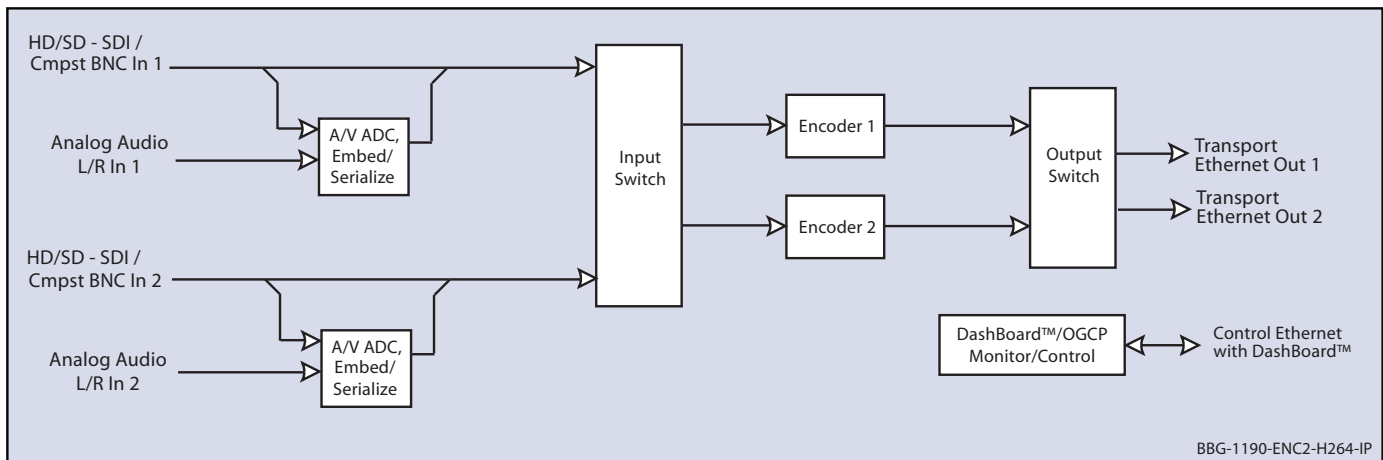 HD/SD - SDI /
Cmpst BNC In 1
Analog Audio
L/R In 1
A/V ADC,
Embed/
Serialize
HD/SD - SDI /
Cmpst BNC In 2
Analog Audio
L/R In 2
A/V ADC,
Embed/
Serialize
Input
Switch
Encoder 1
Encoder 2
Output
Switch
Transport
Ethernet Out 1
Transport
Ethernet Out 2
DashBoard™/OGCP
Monitor/Control
Control Ethernet
with DashBoard™
BBG-1190-ENC2-H264-IP